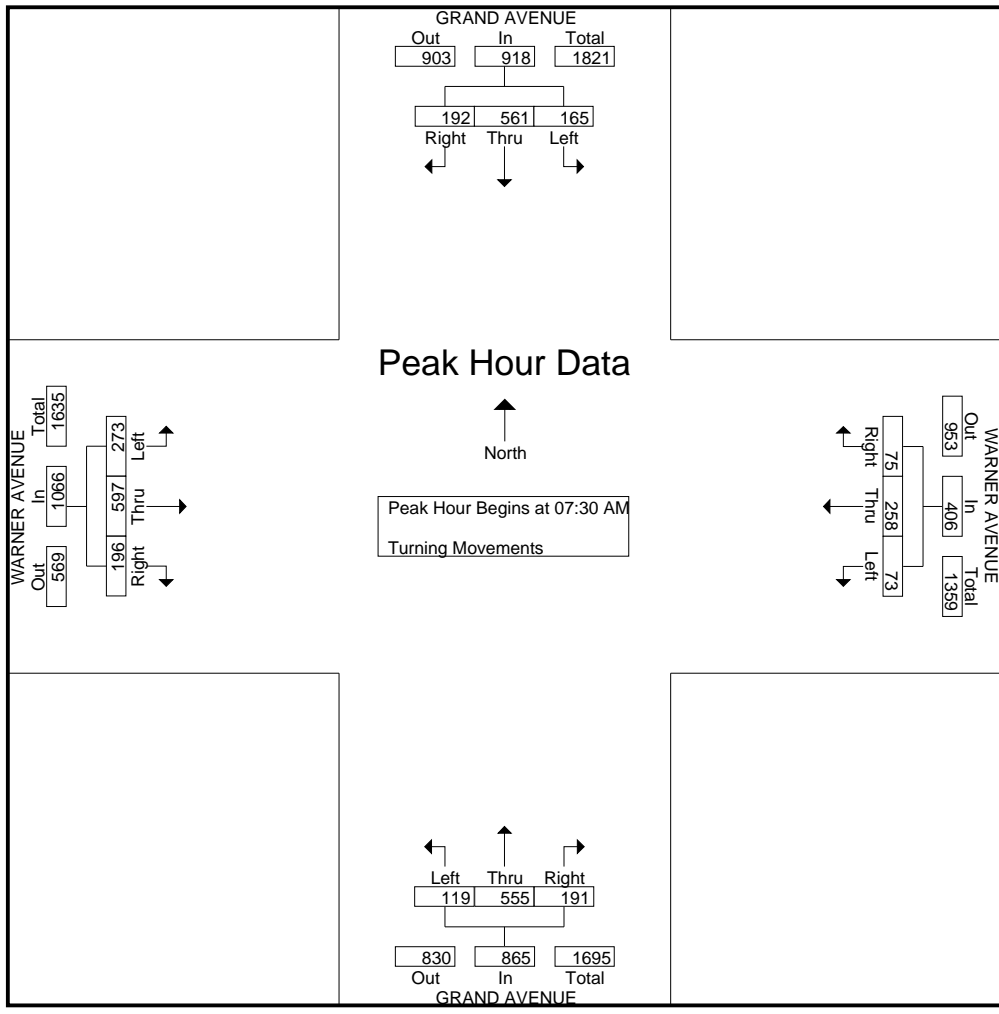 GRAND AVENUE
Out In Total
903 918 1821
192 561 165
Right Thru Left
Peak Hour Data
North
Peak Hour Begins at 07:30 AM
Turning Movements
WARNER AVENUE
Out In Total
569 1066 1635
196 597 273
Right Thru Left
WARNER AVENUE
Out In Total
953 406 1359
75 258 73
Right Thru Left
Left Thru Right
119 555 191
830 865 1695
Out In Total
GRAND AVENUE